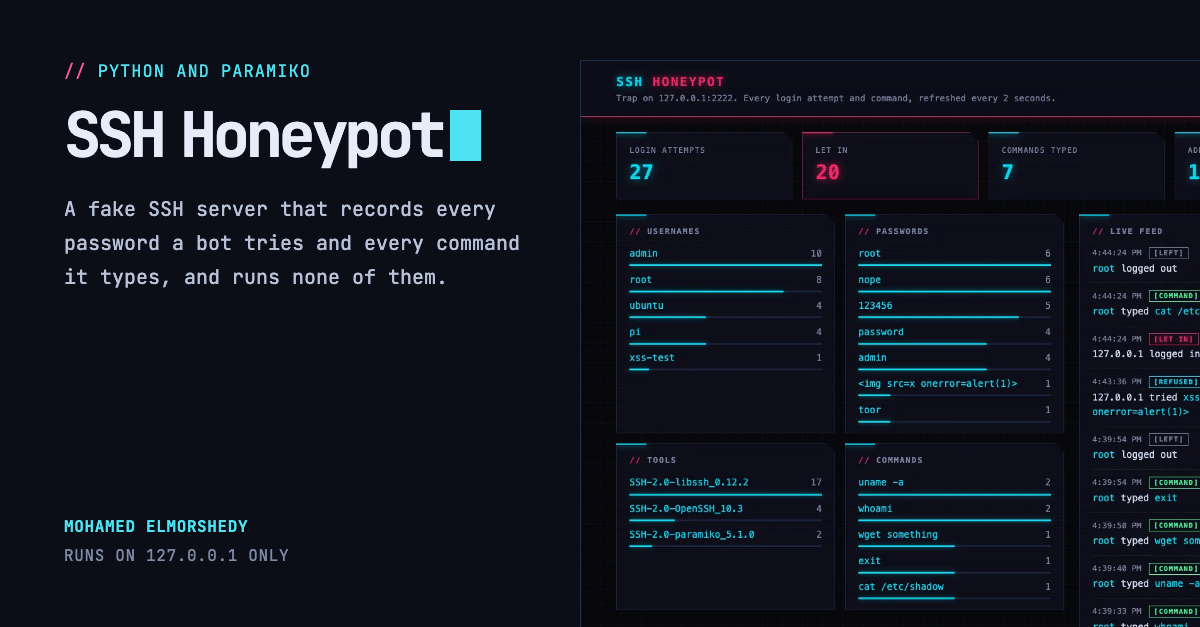 // PYTHON AND PARAMIKO
SSH Honeypot
A fake SSH server that records every
password a bot tries and every command
it types, and runs none of them.
MOHAMED ELMORSHEDY
RUNS ON 127.0.0.1 ONLY
SSH HONEYPOT
Trap on 127.0.0.1:2222. Every login attempt and command, refreshed every 2 seconds.
LOGIN ATTEMPTS
27
LET IN
20
COMMANDS TYPED
7
// USERNAMES
admin 10
root 8
ubuntu 4
pi 4
xss-test 1
// PASSWORDS
root 6
nope 6
123456 5
password 4
admin 4
<img src=x onerror=alert(1)> 1
toor 1
// TOOLS
SSH-2.0-libssh_0.12.2 17
SSH-2.0-OpenSSH_10.3 4
SSH-2.0-paramiko_5.1.0 2
// COMMANDS
uname -a 2
whoami 2
wget something 1
exit 1
cat /etc/shadow 1
// LIVE FEED
4:44:24 PM [LEFT]
root logged out
4:44:24 PM [COMMAND]
root typed cat /etc
4:44:24 PM [LET IN]
127.0.0.1 logged in
4:43:36 PM [REFUSED]
127.0.0.1 tried xss
onerror=alert(1)>
4:39:54 PM [LEFT]
root logged out
4:39:54 PM [COMMAND]
root typed exit
4:39:50 PM [COMMAND]
root typed wget som
4:39:40 PM [COMMAND]
root typed uname -a
4:39:33 PM [COMMAND]
root typed whoami